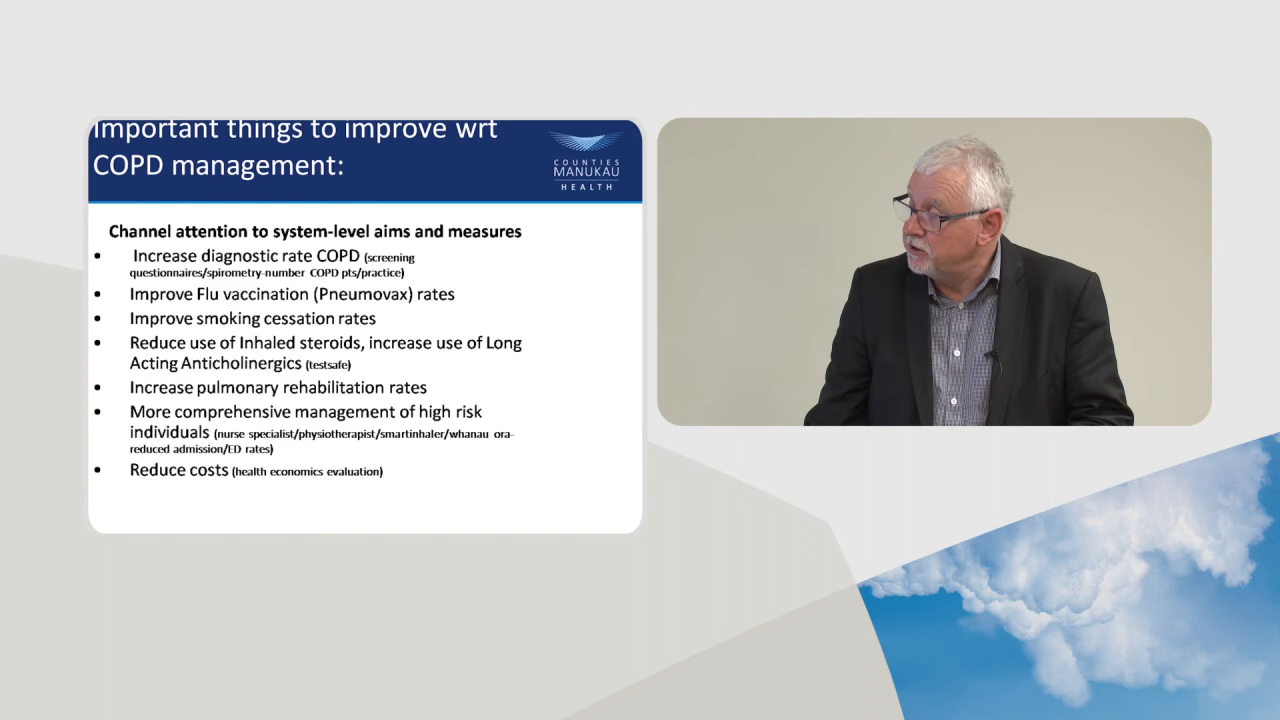 Important things to improve wrt
COPD management:
COUNTIES
MANUKAU
HEALTH
Channel attention to system-level aims and measures
• Increase diagnostic rate COPD (screening
questionnaires/spirometry-number COPD pts/practice)
• Improve Flu vaccination (Pneumovax) rates
• Improve smoking cessation rates
• Reduce use of Inhaled steroids, increase use of Long
Acting Anticholinergics (testsafe)
• Increase pulmonary rehabilitation rates
• More comprehensive management of high risk
individuals (nurse specialist/physiotherapist/smartinhaler/whanau ora-
reduced admission/ED rates)
• Reduce costs (health economics evaluation)